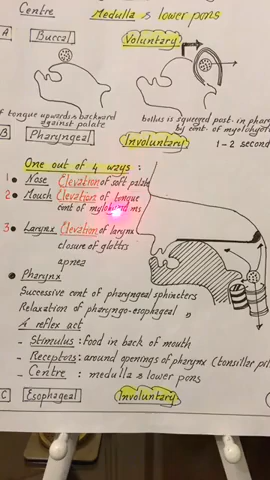 Centre Medulla & lower pons
A Buccal Voluntary
of tongue upwards & backward
against palate
bolus is squeezed post. in phary
by cont. of mylohyoid
B Pharyngeal Involuntary 1-2 second
One out of 4 ways :
1 • Nose Elevation of soft palate
2 • Mouth Elevation of tongue
cont of mylohyoid ms
3 • Larynx Elevation of larynx
closure of glottis
apnea
• Pharynx
Successive cont of pharyngeal sphincters
Relaxation of pharyngo-esophageal "
A reflex act
- Stimulus : food in back of mouth
- Receptors : around openings of pharynx (tonsillar pil
- Centre : medulla & lower pons
C Esophageal Involuntary